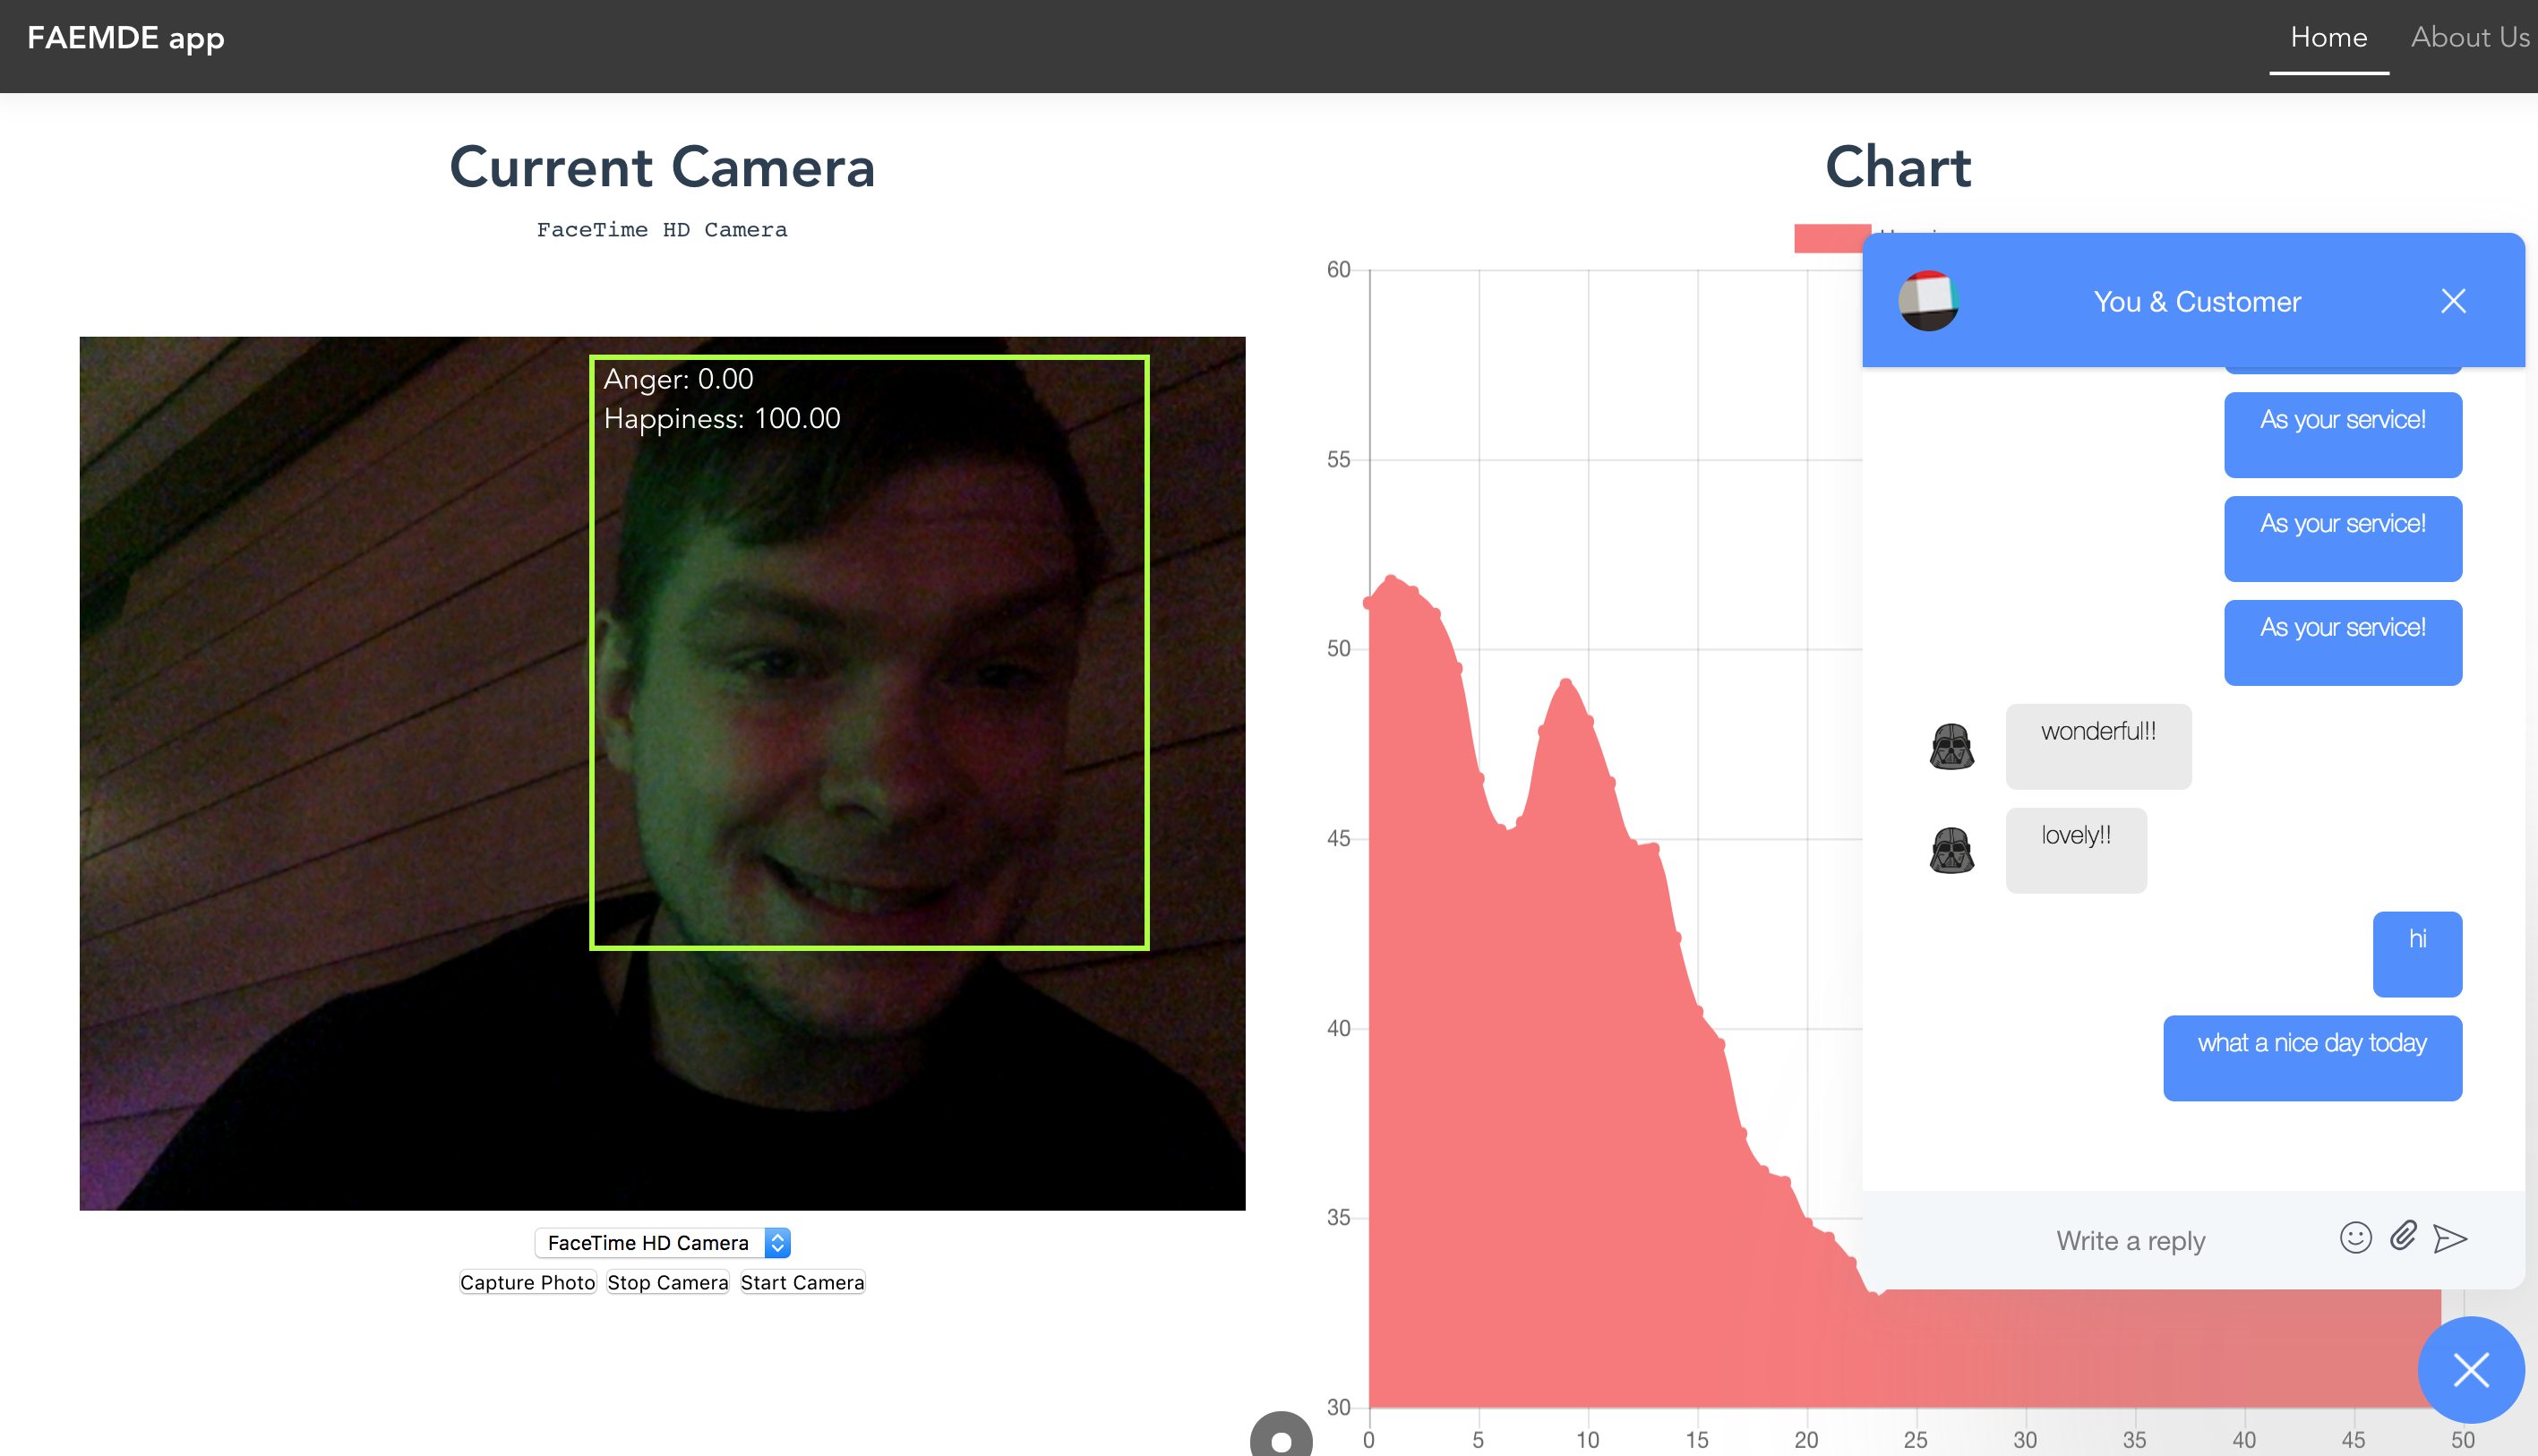 FAEMDE app
Home
About Us
Current Camera
FaceTime HD Camera
Anger: 0.00
Happiness: 100.00
FaceTime HD Camera
Capture Photo
Stop Camera
Start Camera
Chart
60
55
50
45
40
35
30
0
5
10
15
20
25
30
35
40
45
50
You & Customer
As your service!
As your service!
As your service!
wonderful!!
lovely!!
hi
what a nice day today
Write a reply